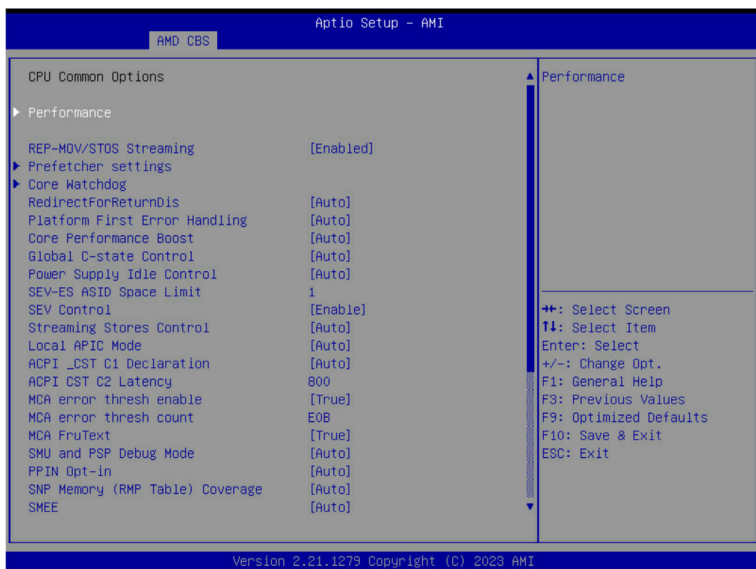 Aptio Setup - AMI
AMD CBS
CPU Common Options
Performance
REP-MOV/STOS Streaming [Enabled]
Prefetcher settings
Core Watchdog
RedirectForReturnDis [Auto]
Platform First Error Handling [Auto]
Core Performance Boost [Auto]
Global C-state Control [Auto]
Power Supply Idle Control [Auto]
SEV-ES ASID Space Limit 1
SEV Control [Enable]
Streaming Stores Control [Auto]
Local APIC Mode [Auto]
ACPI _CST C1 Declaration [Auto]
ACPI CST C2 Latency 800
MCA error thresh enable [True]
MCA error thresh count E0B
MCA FruText [True]
SMU and PSP Debug Mode [Auto]
PPIN Opt-in [Auto]
SNP Memory (RMP Table) Coverage [Auto]
SMEE [Auto]
Performance
→←: Select Screen
↑↓: Select Item
Enter: Select
+/-: Change Opt.
F1: General Help
F3: Previous Values
F9: Optimized Defaults
F10: Save & Exit
ESC: Exit
Version 2.21.1279 Copyright (C) 2023 AMI